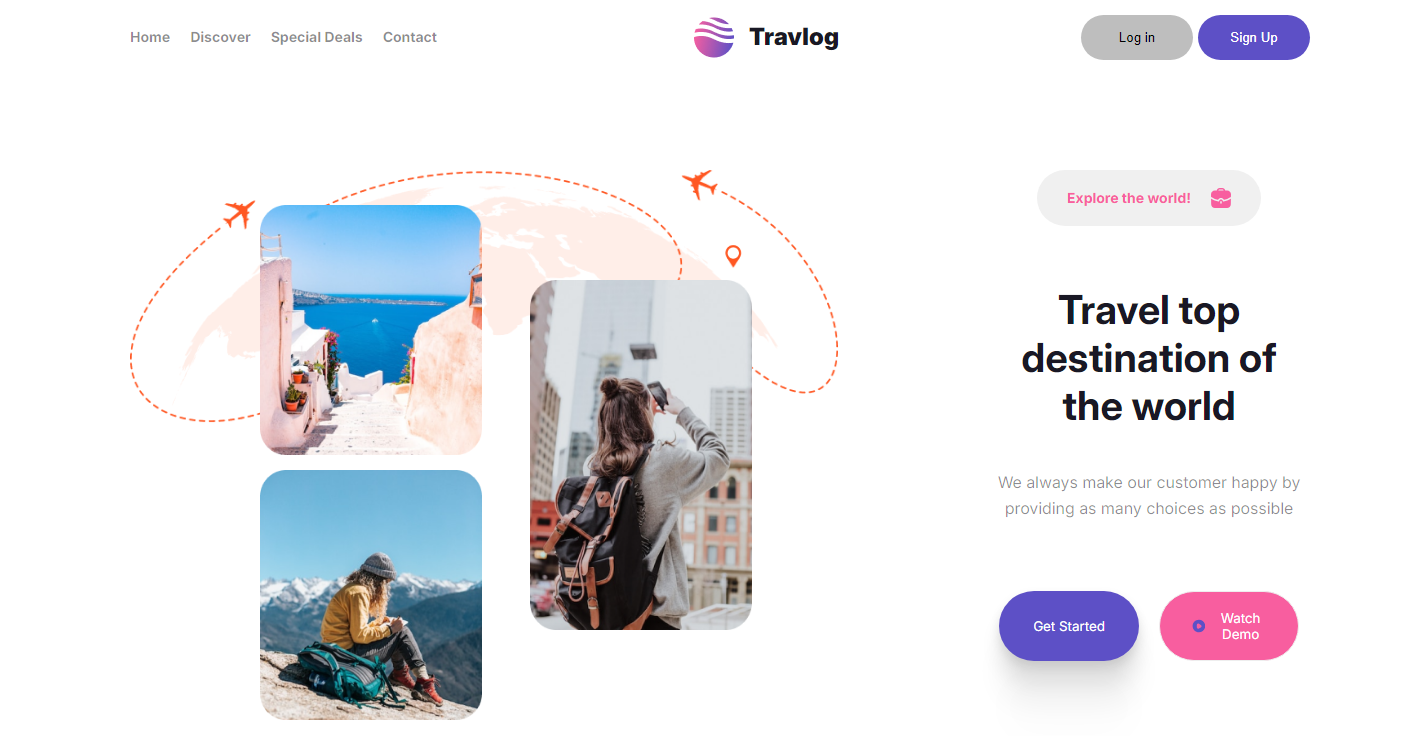 Home Discover Special Deals Contact
Travlog
Log in
Sign Up
Explore the world!
Travel top
destination of
the world
We always make our customer happy by
providing as many choices as possible
Get Started
Watch
Demo